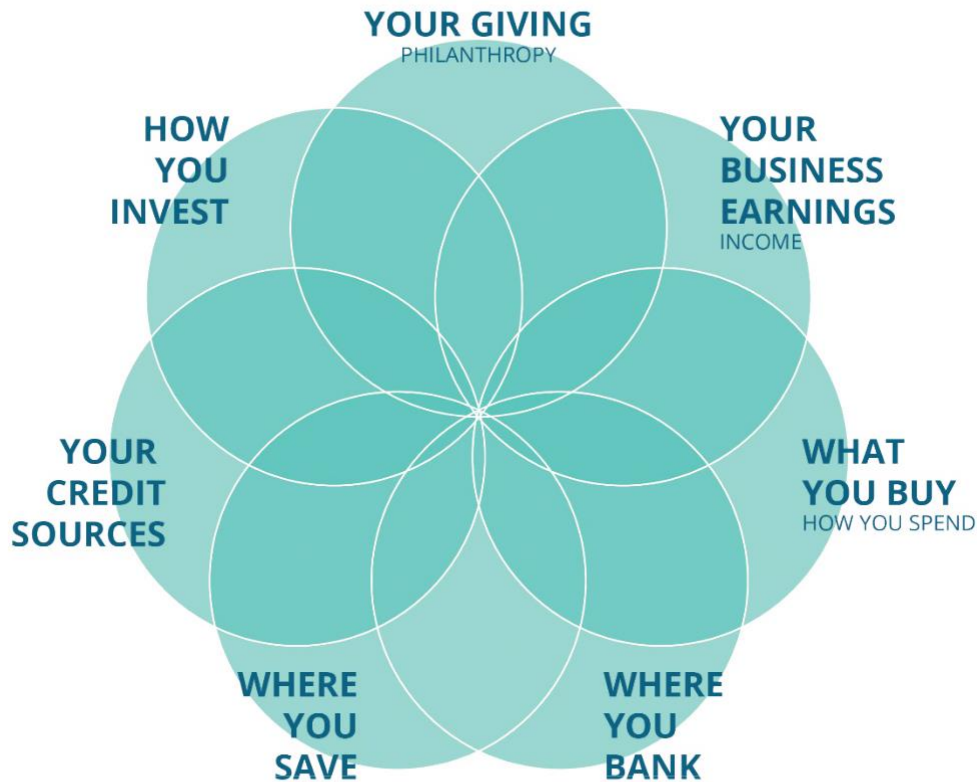 YOUR GIVING
PHILANTHROPY
YOUR
BUSINESS
EARNINGS
INCOME
WHAT
YOU BUY
HOW YOU SPEND
WHERE
YOU
BANK
WHERE
YOU
SAVE
YOUR
CREDIT
SOURCES
HOW
YOU
INVEST